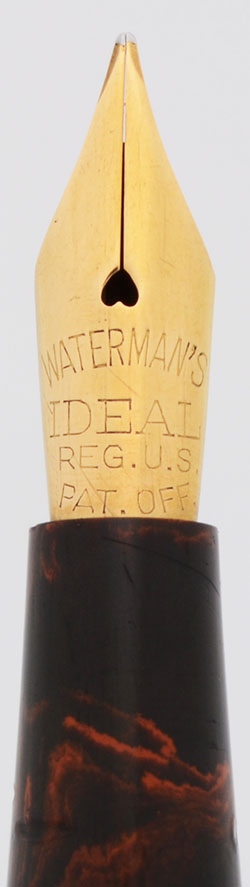 WATERMAN'S
IDEAL
REG. U.S.
PAT. OFF.